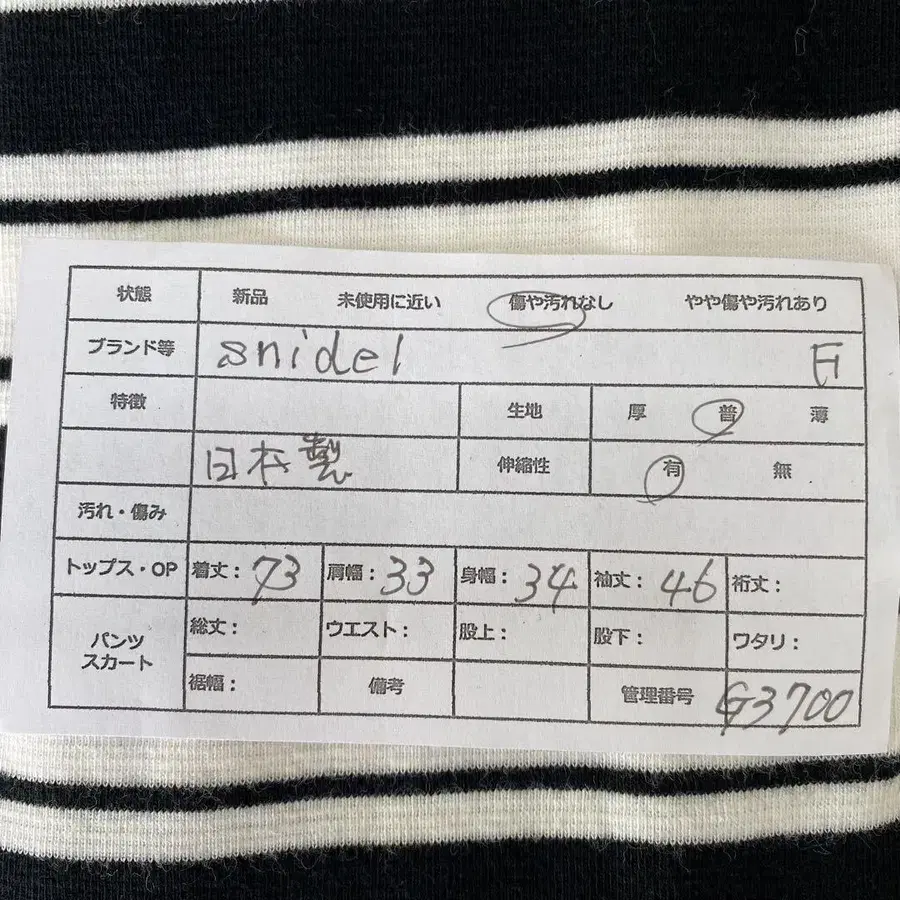 状態 新品 未使用に近い 傷や汚れなし やや傷や汚れあり
ブランド等 snidel F
特徴 生地 厚 普 薄
日本製 伸縮性 有 無
汚れ・傷み
トップス・OP 着丈：73 肩幅：33 身幅：34 袖丈：46 裄丈：
パンツ スカート 総丈： ウエスト： 股上： 股下： ワタリ：
裾幅： 備考 管理番号 G3700